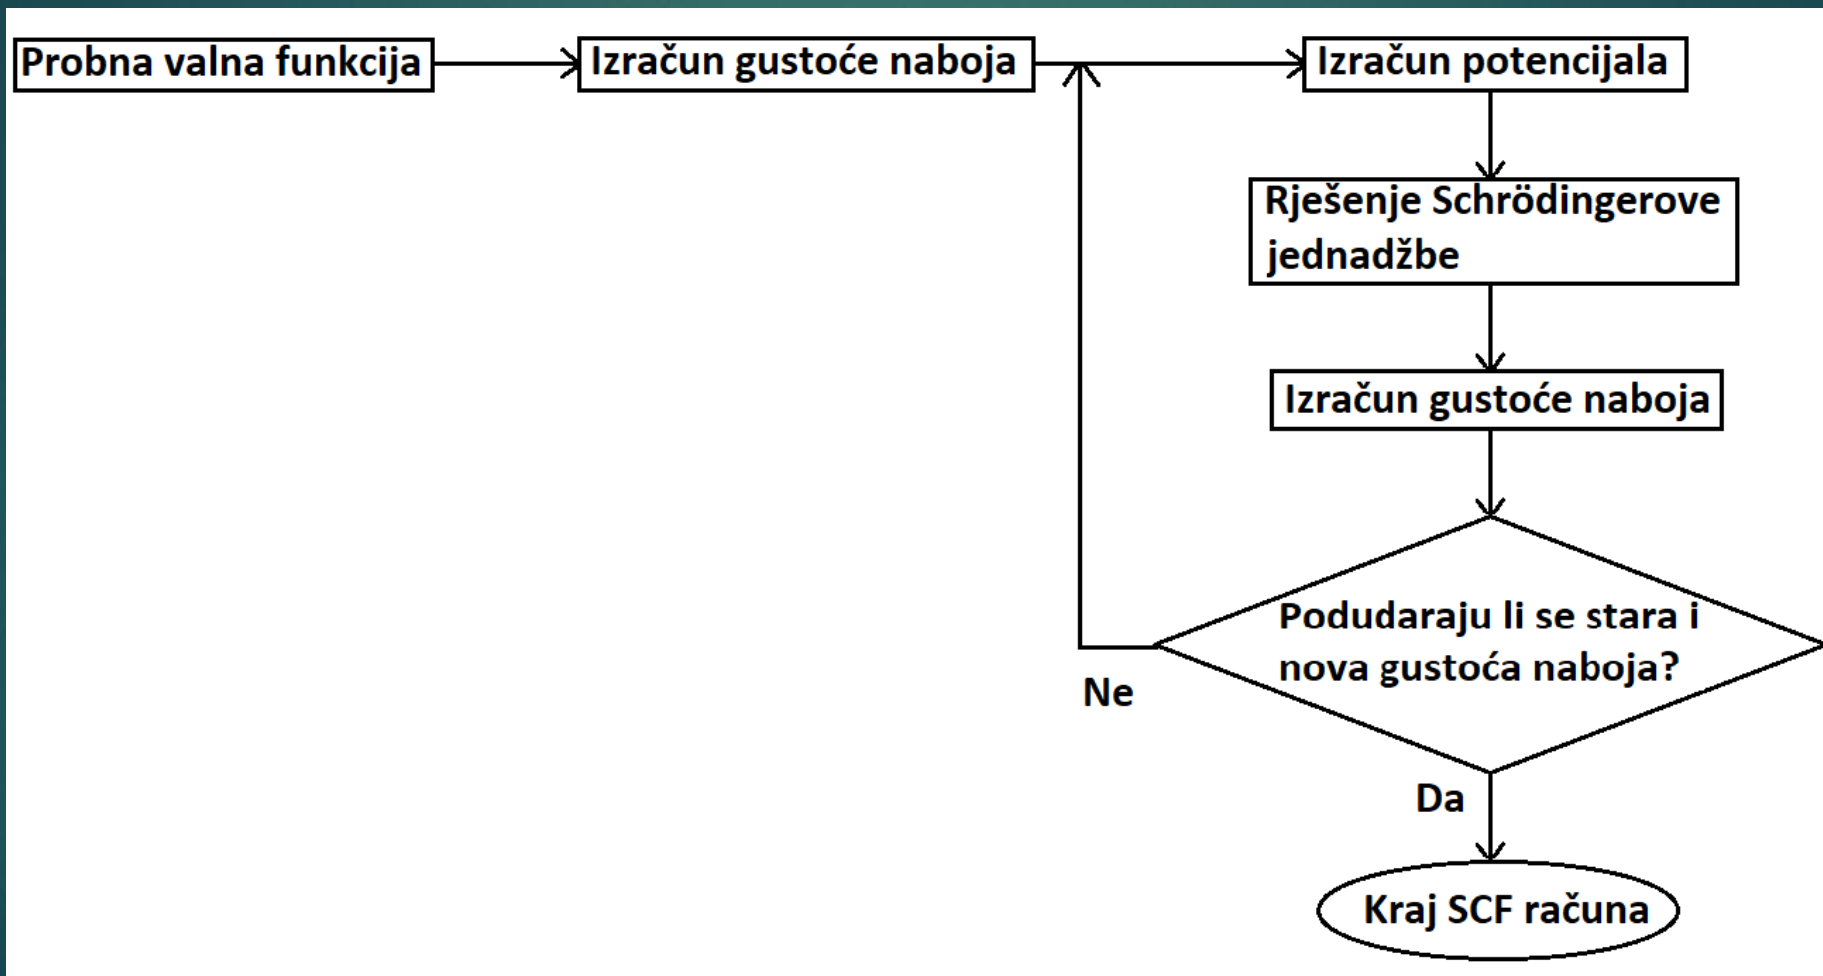 Probna valna funkcija
Izračun gustoće naboja
Izračun potencijala
Rješenje Schrödingerove
jednadžbe
Izračun gustoće naboja
Podudaraju li se stara i
nova gustoća naboja?
Ne
Da
Kraj SCF računa